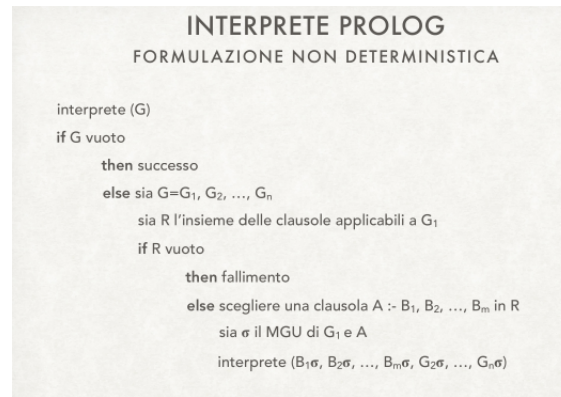 INTERPRETE PROLOG
FORMULAZIONE NON DETERMINISTICA
interprete (G)
if G vuoto
then successo
else sia G=G₁, G₂, …, Gₙ
sia R l'insieme delle clausole applicabili a G₁
if R vuoto
then fallimento
else scegliere una clausola A :- B₁, B₂, …, Bₘ in R
sia σ il MGU di G₁ e A
interprete (B₁σ, B₂σ, …, Bₘσ, G₂σ, …, Gₙσ)